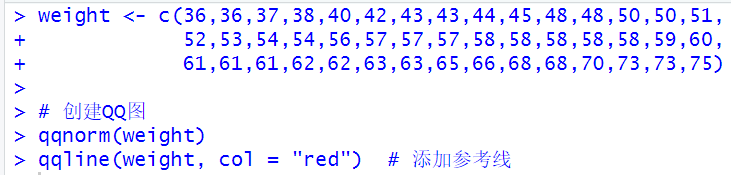 > weight <- c(36,36,37,38,40,42,43,43,44,45,48,48,50,50,51,
+             52,53,54,54,56,57,57,57,58,58,58,58,58,59,60,
+             61,61,61,62,62,63,63,65,66,68,68,70,73,73,75)
>
> # 创建QQ图
> qqnorm(weight)
> qqline(weight, col = "red")  # 添加参考线